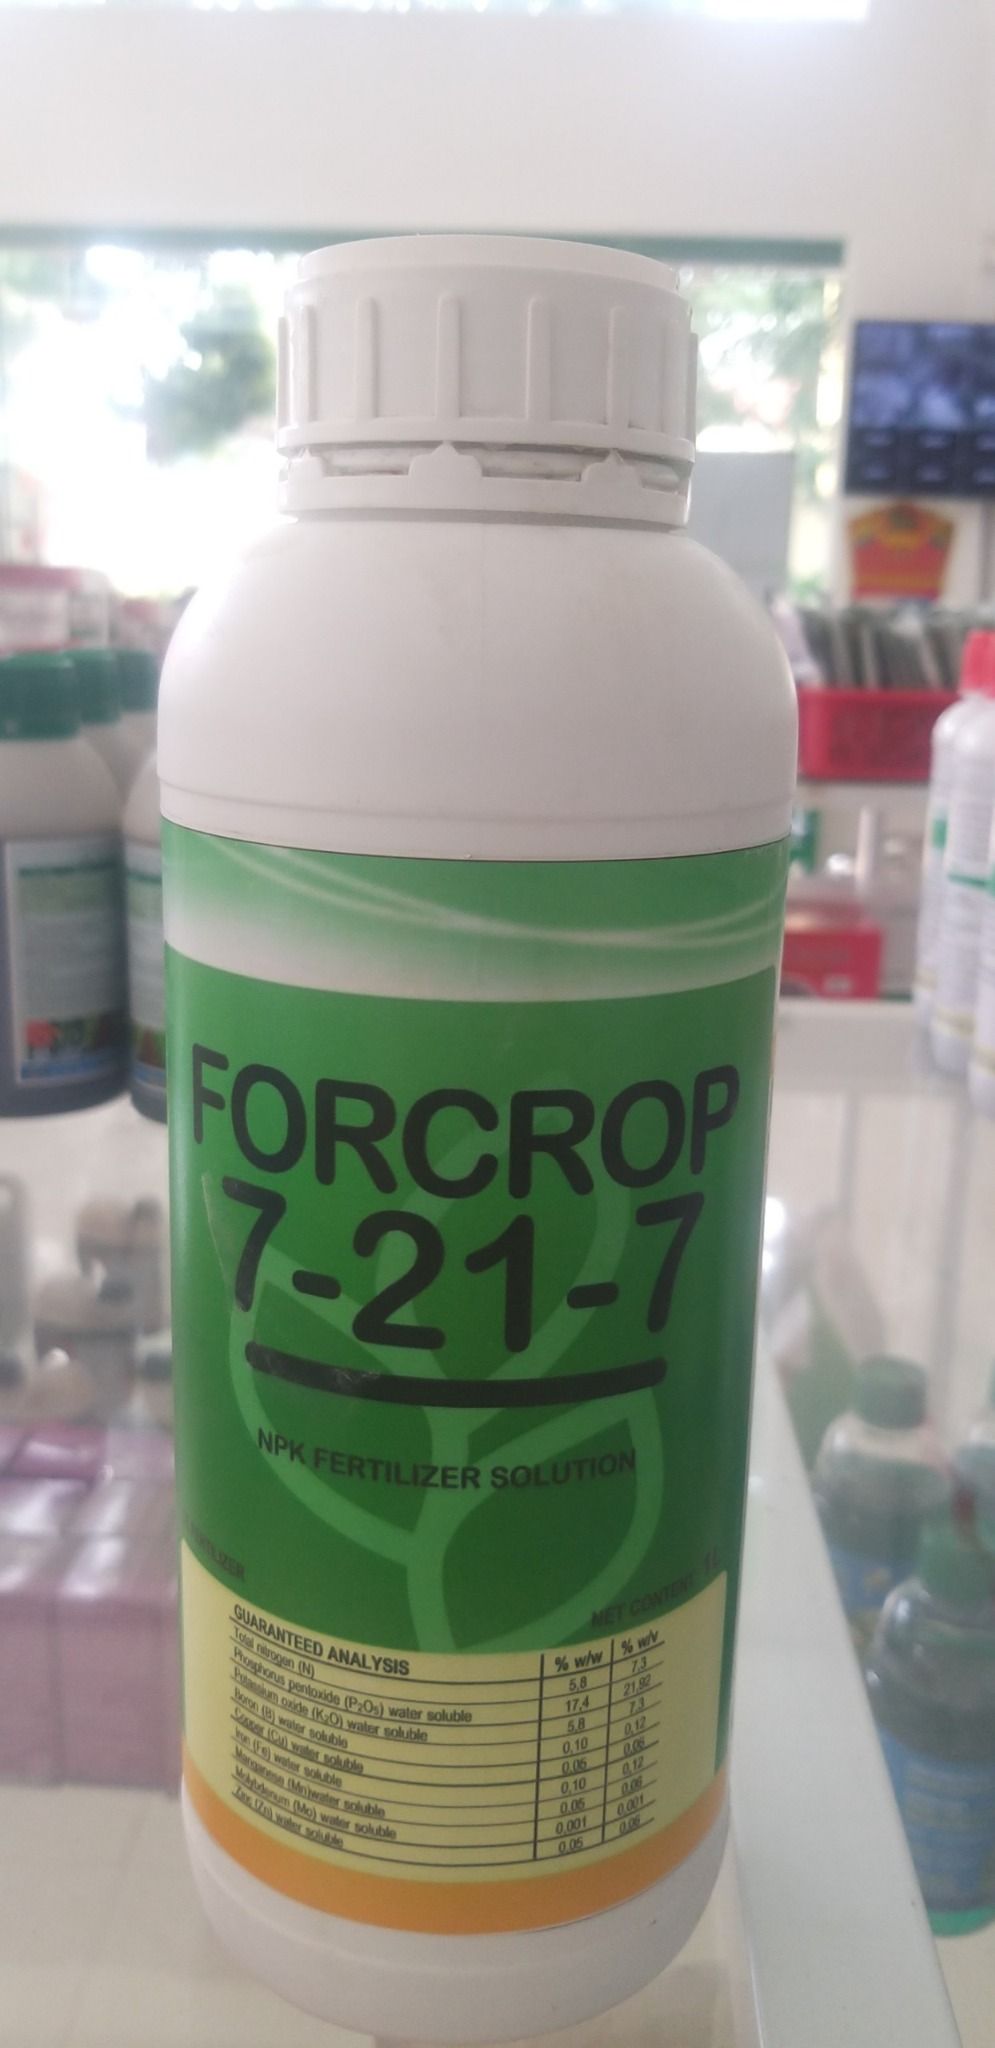 FORCROP
7-21-7
NPK FERTILIZER SOLUTION
FERTILIZER
NET CONTENT: 1 L
GUARANTEED ANALYSIS % w/w % w/v
Total nitrogen (N) 5,8 7,3
Phosphorus pentoxide (P₂O₅) water soluble 17,4 21,92
Potassium oxide (K₂O) water soluble 5,8 7,3
Boron (B) water soluble 0,10 0,12
Copper (Cu) water soluble 0,05 0,06
Iron (Fe) water soluble 0,10 0,12
Manganese (Mn)water soluble 0,05 0,06
Molybdenum (Mo) water soluble 0,001 0,001
Zinc (Zn) water soluble 0,05 0,06